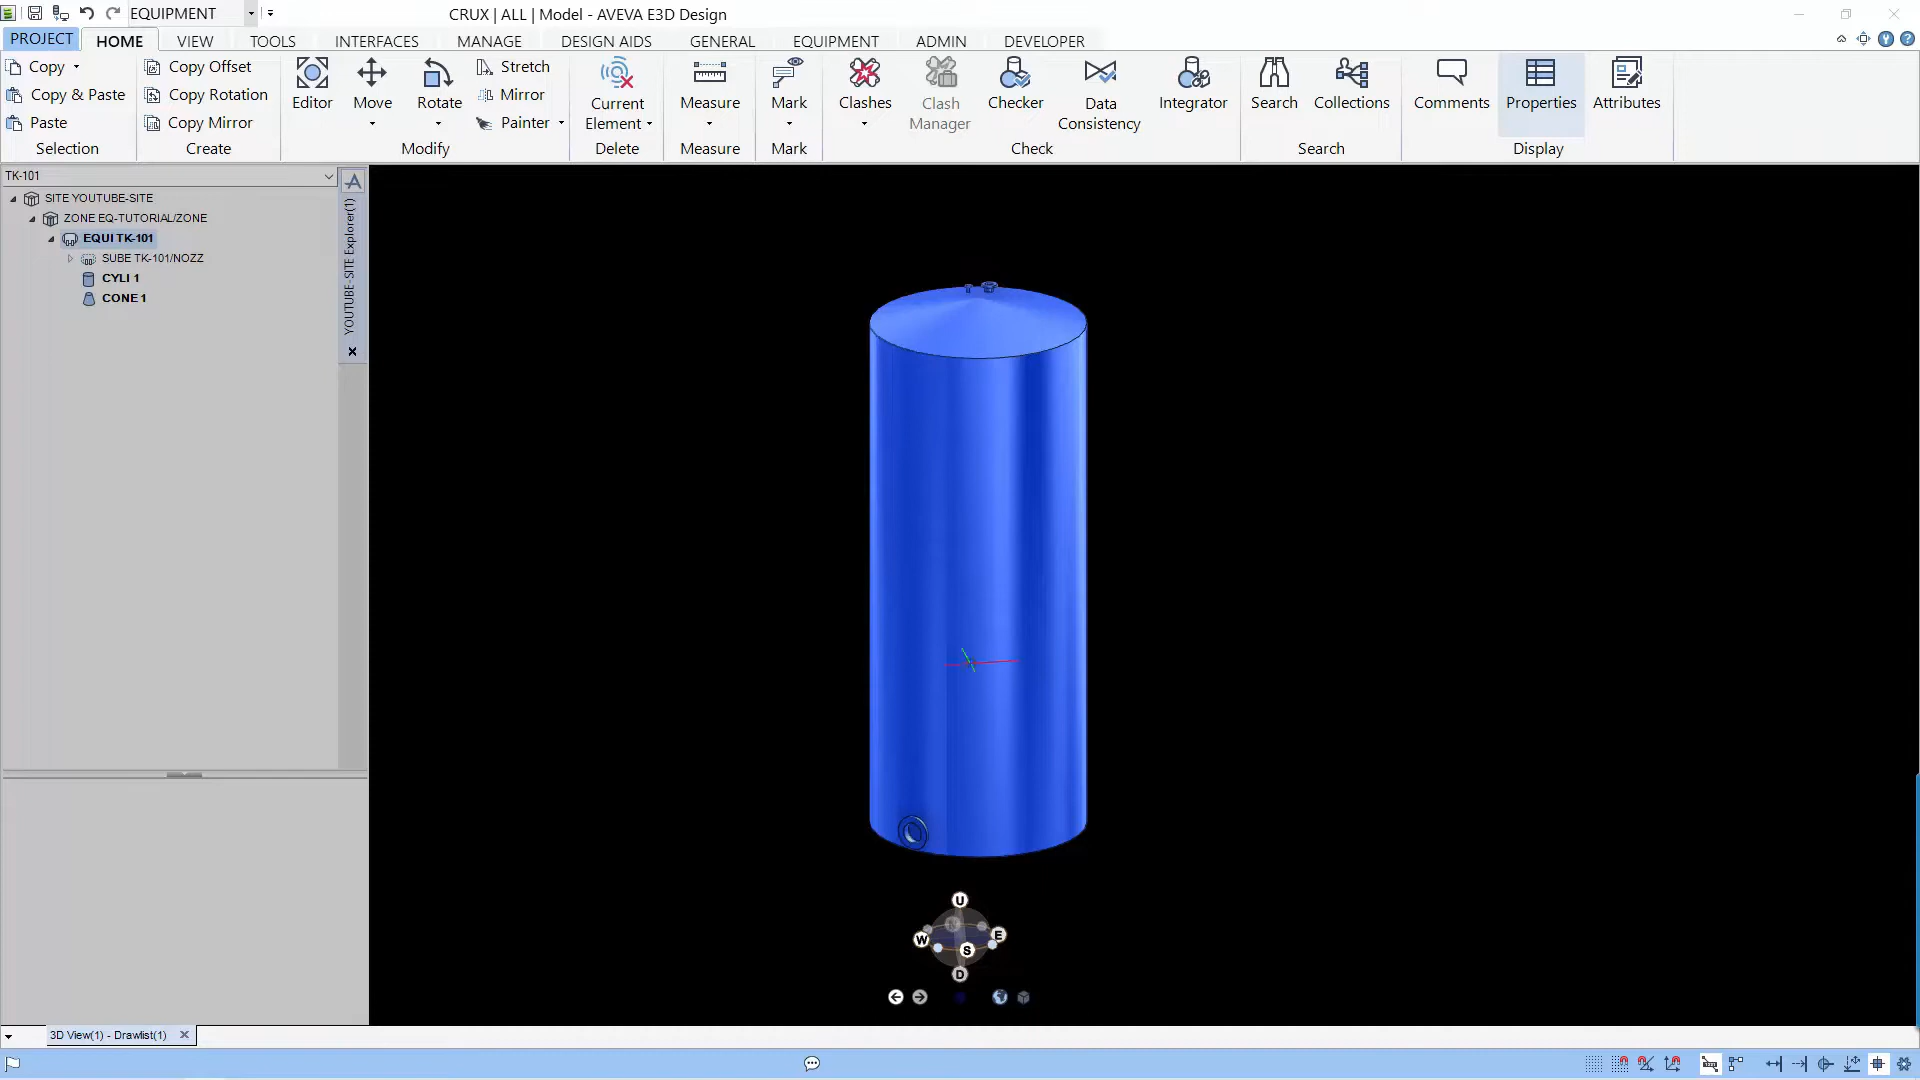 EQUIPMENT
CRUX | ALL | Model - AVEVA E3D Design
PROJECT HOME VIEW TOOLS INTERFACES MANAGE DESIGN AIDS GENERAL EQUIPMENT ADMIN DEVELOPER
Copy
Copy & Paste
Paste
Selection
Copy Offset
Copy Rotation
Copy Mirror
Create
Editor
Move
Rotate
Stretch
Mirror
Painter
Modify
Current Element
Delete
Measure
Measure
Mark
Mark
Clashes
Clash Manager
Checker
Data Consistency
Integrator
Check
Search
Collections
Search
Comments
Properties
Attributes
Display
TK-101
SITE YOUTUBE-SITE
ZONE EQ-TUTORIAL/ZONE
EQUI TK-101
SUBE TK-101/NOZZ
CYLI 1
CONE 1
YOUTUBE-SITE Explorer(1)
U
W
E
S
D
3D View(1) - Drawlist(1)